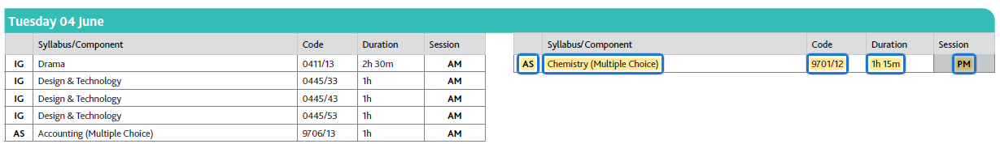 Tuesday 04 June
Syllabus/Component Code Duration Session
IG Drama 0411/13 2h 30m AM
IG Design & Technology 0445/33 1h AM
IG Design & Technology 0445/43 1h AM
IG Design & Technology 0445/53 1h AM
AS Accounting (Multiple Choice) 9706/13 1h AM
Syllabus/Component Code Duration Session
AS Chemistry (Multiple Choice) 9701/12 1h 15m PM